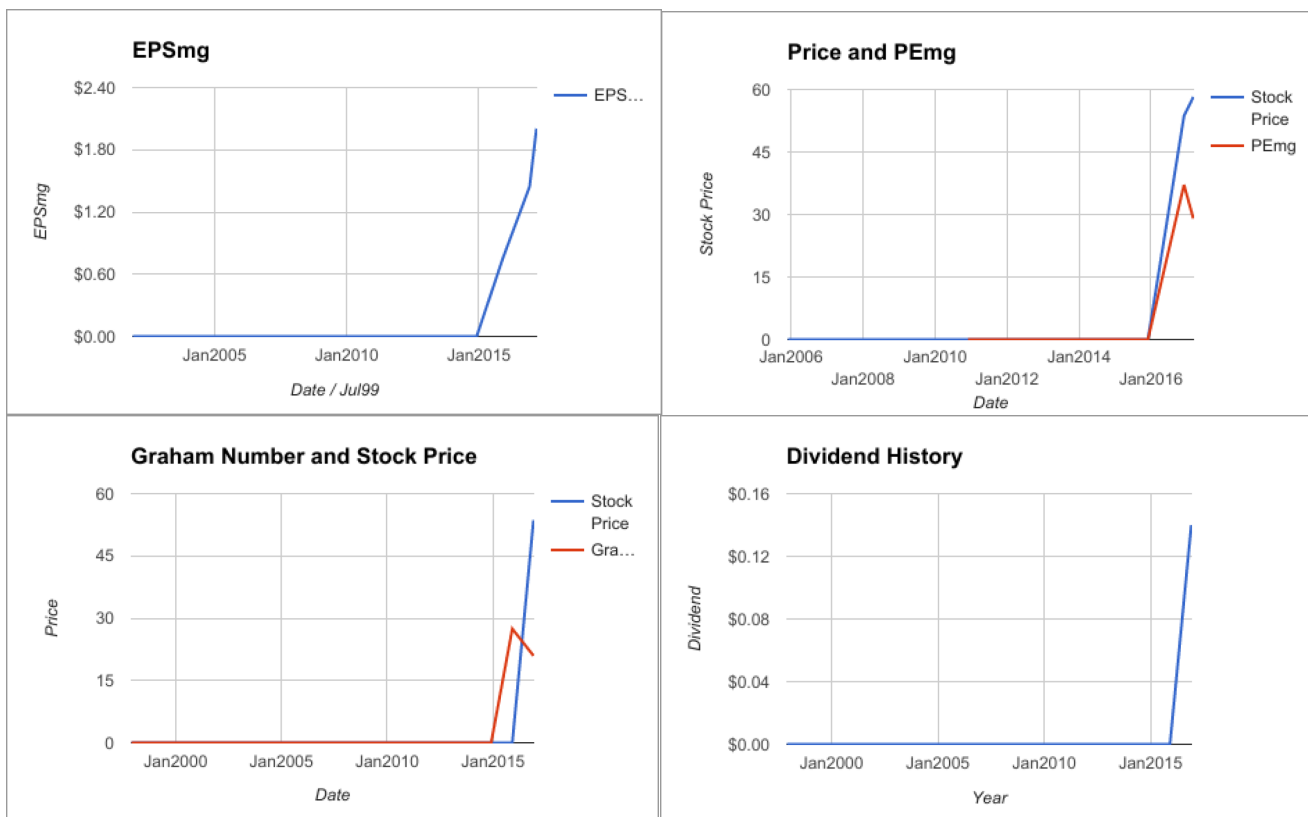 EPSmg
$2.40
$1.80
$1.20
$0.60
$0.00
EPSmg
EPS…
Jan2005
Jan2010
Jan2015
Date / Jul99
Price and PEmg
60
45
30
15
0
Stock Price
Stock
Price
PEmg
Jan2006
Jan2010
Jan2014
Jan2008
Jan2012
Jan2016
Date
Graham Number and Stock Price
60
45
30
15
0
Price
Stock
Price
Gra…
Jan2000
Jan2005
Jan2010
Jan2015
Date
Dividend History
$0.16
$0.12
$0.08
$0.04
$0.00
Dividend
Jan2000
Jan2005
Jan2010
Jan2015
Year